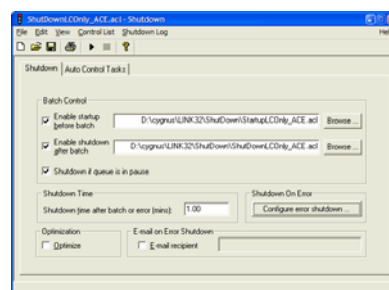 ShutDownLCOnly_ACE.acl - Shutdown
File Edit View Control List Shutdown Log Hel
Shutdown Auto Control Tasks
Batch Control
Enable startup before batch D:\cygnus\LINK32\ShutDown\StartupLCOnly_ACE.acl Browse ...
Enable shutdown after batch D:\cygnus\LINK32\ShutDown\ShutDownLCOnly_ACE.acl Browse ...
Shutdown if queue is in pause
Shutdown Time
Shutdown time after batch or error (mins): 1.00
Shutdown On Error
Configure error shutdown ...
Optimization
Optimize
E-mail on Error Shutdown
E-mail recipient